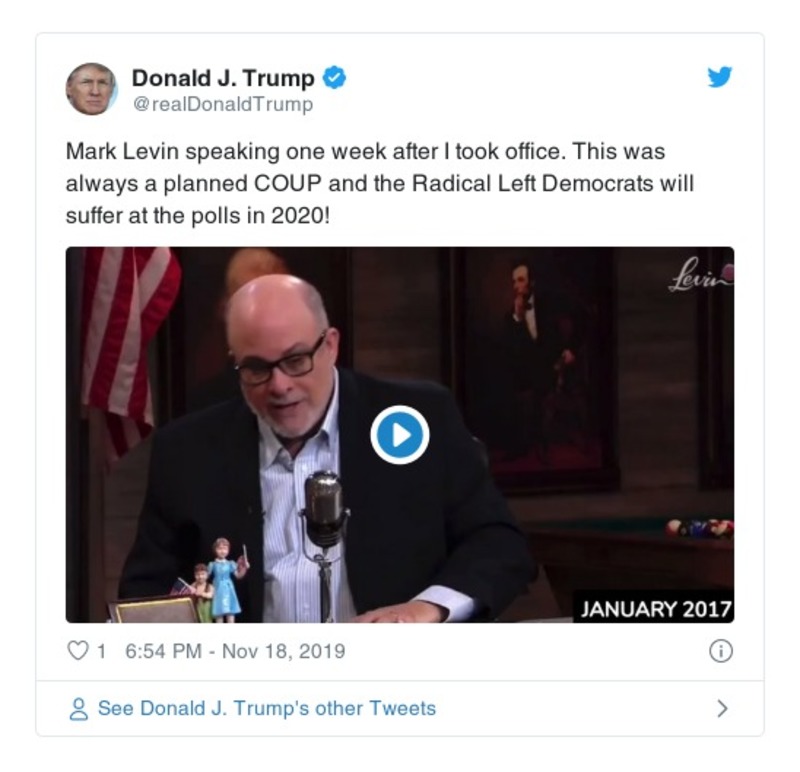 Donald J. Trump
@realDonaldTrump
Mark Levin speaking one week after I took office. This was
always a planned COUP and the Radical Left Democrats will
suffer at the polls in 2020!
Levin
JANUARY 2017
1 6:54 PM - Nov 18, 2019
See Donald J. Trump's other Tweets